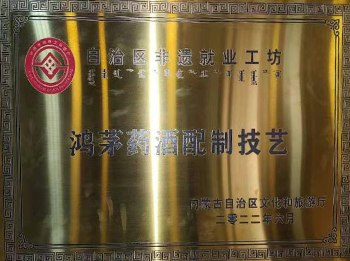 自治区非遗就业工坊
鸿茅药酒配制技艺
内蒙古自治区文化和旅游厅
二零二二年六月